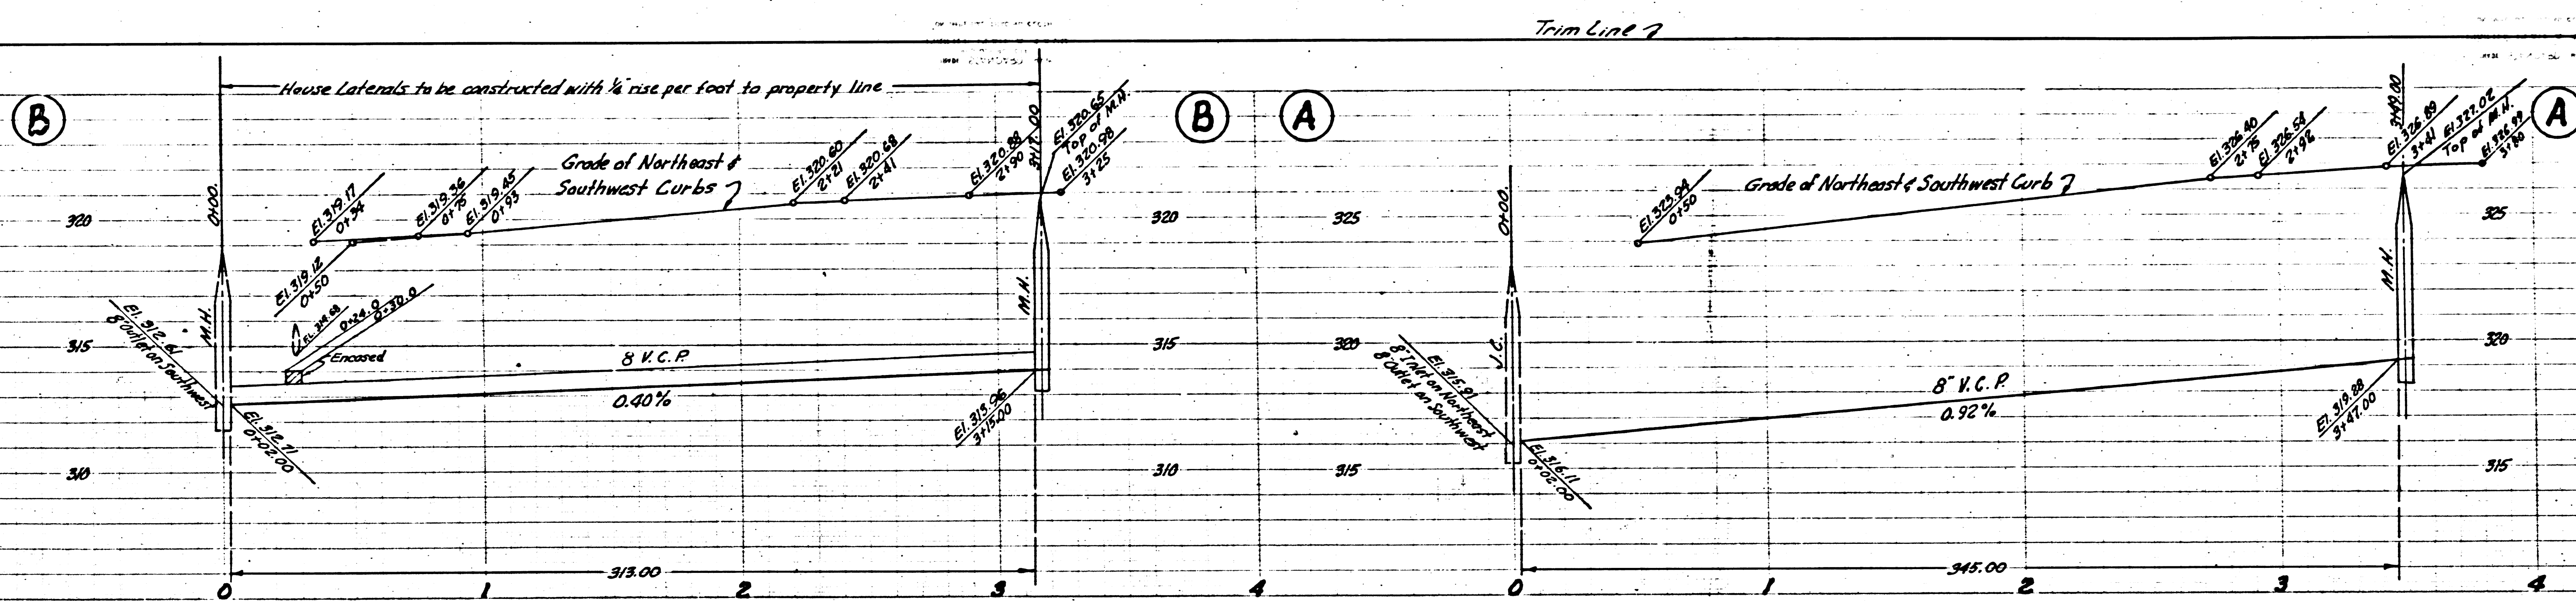 Trim Line
House Laterals to be constructed with ¼" rise per foot to property line
B
0+00.
El. 319.17
0+34
El. 319.36
0+75
El. 319.45
0+93
Grade of Northeast &
Southwest Curbs
El. 320.60
2+21
El. 320.68
2+41
El. 320.88
2+90
3+17.00
El. 320.65
Top of M.H.
El. 320.98
3+25
B
320
320
El. 319.12
0+50
0+24.0
0+30.0
Encased
El. 312.61
8" Outlet on Southwest
M.H.
M.H.
315
315
8 V.C.P.
0.40%
El. 312.71
0+02.00
El. 313.96
3+15.00
310
310
313.00
0
1
2
3
4
A
0+00.
El. 323.94
0+50
Grade of Northeast & Southwest Curb
El. 326.40
2+75
El. 326.54
2+92
3+49.00
El. 326.89
3+41
El. 327.02
Top of M.H.
El. 326.99
3+80
A
325
325
J.C.
M.H.
320
320
El. 315.91
8" Inlet on Northeast
8" Outlet on Southwest
8" V.C.P.
0.92%
El. 316.11
0+02.00
El. 319.28
3+47.00
315
315
345.00
0
1
2
3
4